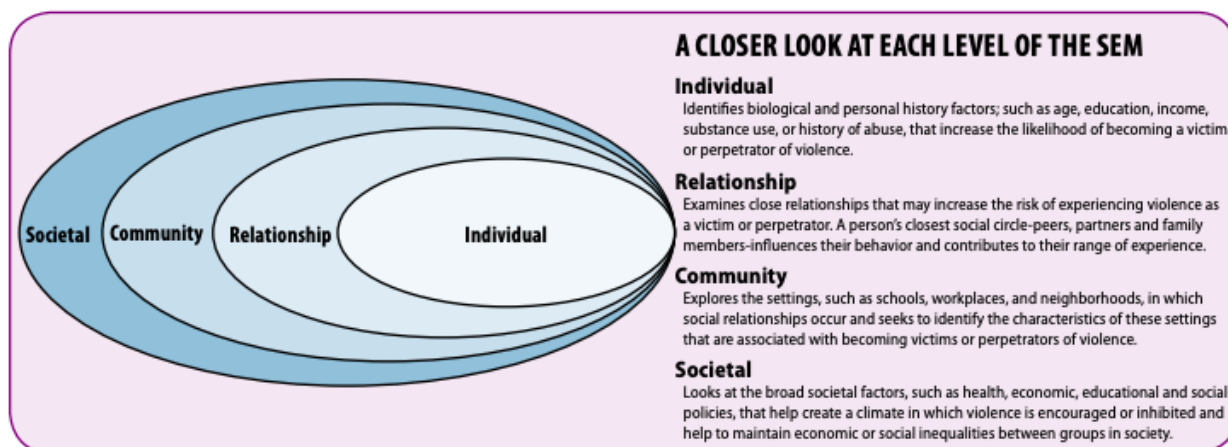 A CLOSER LOOK AT EACH LEVEL OF THE SEM
Individual
Identifies biological and personal history factors; such as age, education, income,
substance use, or history of abuse, that increase the likelihood of becoming a victim
or perpetrator of violence.
Relationship
Examines close relationships that may increase the risk of experiencing violence as
a victim or perpetrator. A person's closest social circle-peers, partners and family
members-influences their behavior and contributes to their range of experience.
Community
Explores the settings, such as schools, workplaces, and neighborhoods, in which
social relationships occur and seeks to identify the characteristics of these settings
that are associated with becoming victims or perpetrators of violence.
Societal
Looks at the broad societal factors, such as health, economic, educational and social
policies, that help create a climate in which violence is encouraged or inhibited and
help to maintain economic or social inequalities between groups in society.
Societal
Community
Relationship
Individual